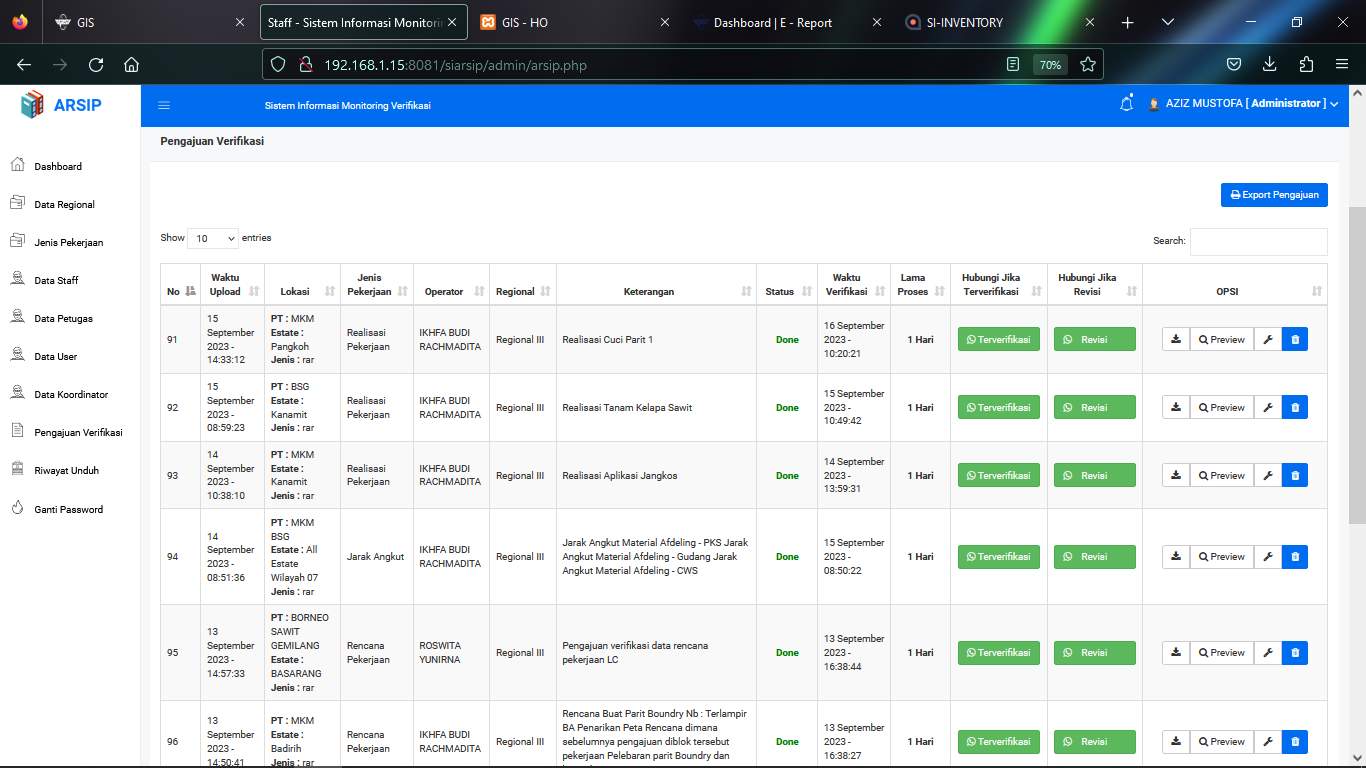 GIS
Staff - Sistem Informasi Monitorin
GIS - HO
Dashboard | E - Report
SI-INVENTORY
192.168.1.15:8081/siarsip/admin/arsip.php
70%
ARSIP
Sistem Informasi Monitoring Verifikasi
AZIZ MUSTOFA [ Administrator ]
Dashboard
Data Regional
Jenis Pekerjaan
Data Staff
Data Petugas
Data User
Data Koordinator
Pengajuan Verifikasi
Riwayat Unduh
Ganti Password
Pengajuan Verifikasi
Export Pengajuan
Show 10 entries
Search:
No
Waktu
Upload
Lokasi
Jenis
Pekerjaan
Operator
Regional
Keterangan
Status
Waktu
Verifikasi
Lama
Proses
Hubungi Jika
Terverifikasi
Hubungi Jika
Revisi
OPSI
91
15
September
2023 -
14:33:12
PT : MKM
Estate :
Pangkoh
Jenis : rar
Realisasi
Pekerjaan
IKHFA BUDI
RACHMADITA
Regional III
Realisasi Cuci Parit 1
Done
16 September
2023 -
10:20:21
1 Hari
Terverifikasi
Revisi
Preview
92
15
September
2023 -
08:59:23
PT : BSG
Estate :
Kanamit
Jenis : rar
Realisasi
Pekerjaan
IKHFA BUDI
RACHMADITA
Regional III
Realisasi Tanam Kelapa Sawit
Done
15 September
2023 -
10:49:42
1 Hari
Terverifikasi
Revisi
Preview
93
14
September
2023 -
10:38:10
PT : MKM
Estate :
Kanamit
Jenis : rar
Realisasi
Pekerjaan
IKHFA BUDI
RACHMADITA
Regional III
Realisasi Aplikasi Jangkos
Done
14 September
2023 -
13:59:31
1 Hari
Terverifikasi
Revisi
Preview
94
14
September
2023 -
08:51:36
PT : MKM
BSG
Estate : All
Estate
Wilayah 07
Jenis : rar
Jarak Angkut
IKHFA BUDI
RACHMADITA
Regional III
Jarak Angkut Material Afdeling - PKS Jarak
Angkut Material Afdeling - Gudang Jarak
Angkut Material Afdeling - CWS
Done
15 September
2023 -
08:50:22
1 Hari
Terverifikasi
Revisi
Preview
95
13
September
2023 -
14:57:33
PT : BORNEO
SAWIT
GEMILANG
Estate :
BASARANG
Jenis : rar
Rencana
Pekerjaan
ROSWITA
YUNIRNA
Regional III
Pengajuan verifikasi data rencana
pekerjaan LC
Done
13 September
2023 -
16:38:44
1 Hari
Terverifikasi
Revisi
Preview
96
13
September
2023 -
14:50:41
PT : MKM
Estate :
Badirih
Jenis : rar
Rencana
Pekerjaan
IKHFA BUDI
RACHMADITA
Regional III
Rencana Buat Parit Boundry Nb : Terlampir
BA Penarikan Peta Rencana dimana
sebelumnya pengajuan diblok tersebut
pekerjaan Pelebaran parit Boundry dan
Done
13 September
2023 -
16:38:27
1 Hari
Terverifikasi
Revisi
Preview